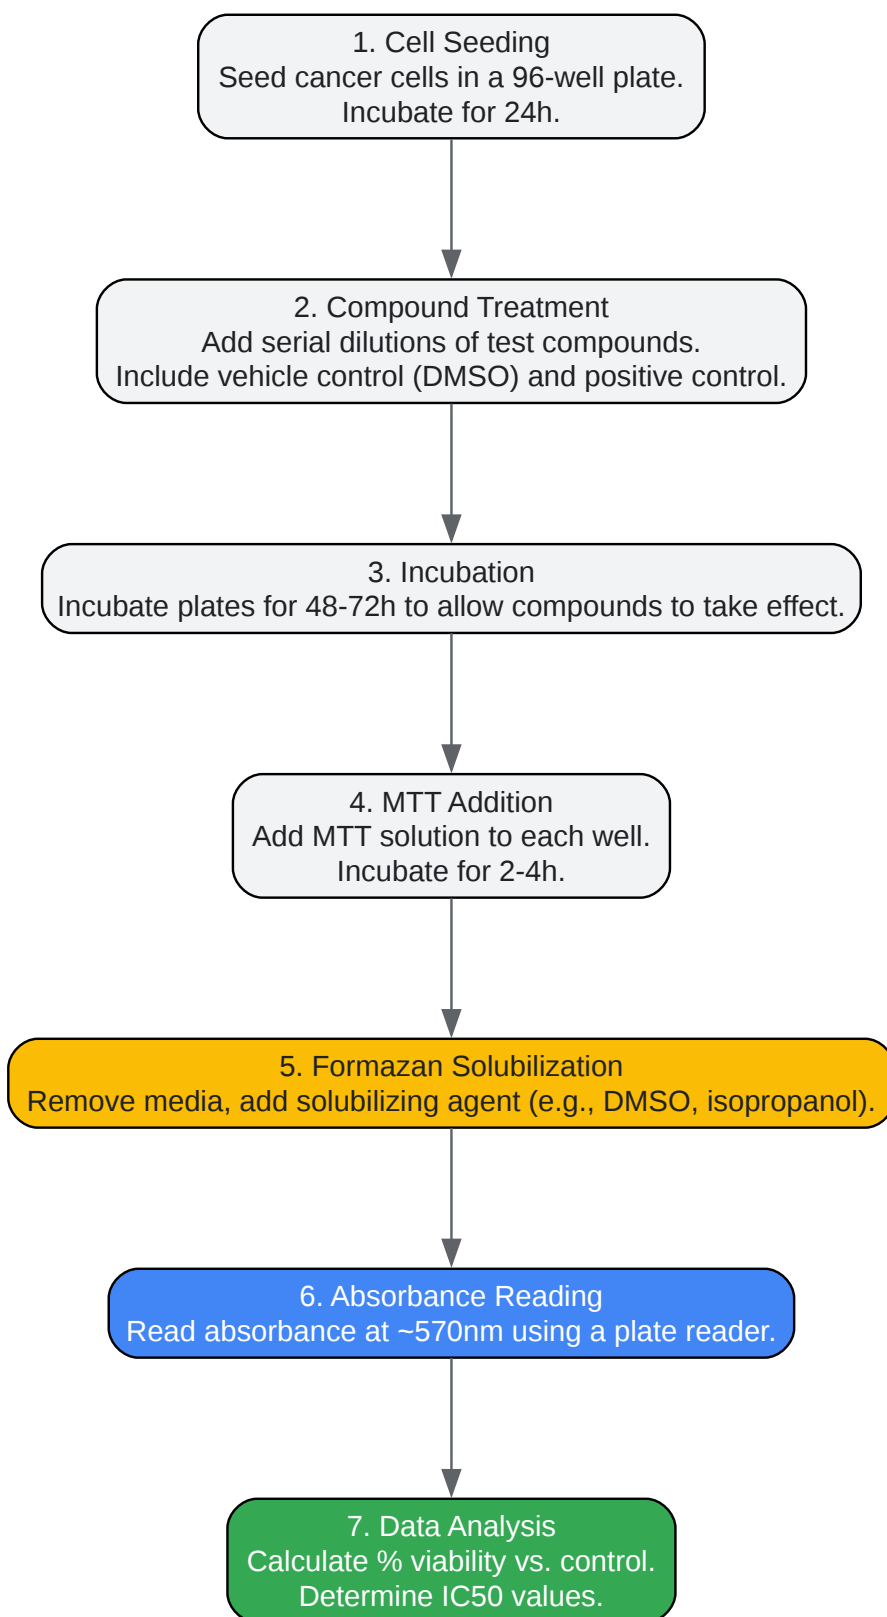 1. Cell Seeding
Seed cancer cells in a 96-well plate.
Incubate for 24h.
2. Compound Treatment
Add serial dilutions of test compounds.
Include vehicle control (DMSO) and positive control.
3. Incubation
Incubate plates for 48-72h to allow compounds to take effect.
4. MTT Addition
Add MTT solution to each well.
Incubate for 2-4h.
5. Formazan Solubilization
Remove media, add solubilizing agent (e.g., DMSO, isopropanol).
6. Absorbance Reading
Read absorbance at ~570nm using a plate reader.
7. Data Analysis
Calculate % viability vs. control.
Determine IC50 values.